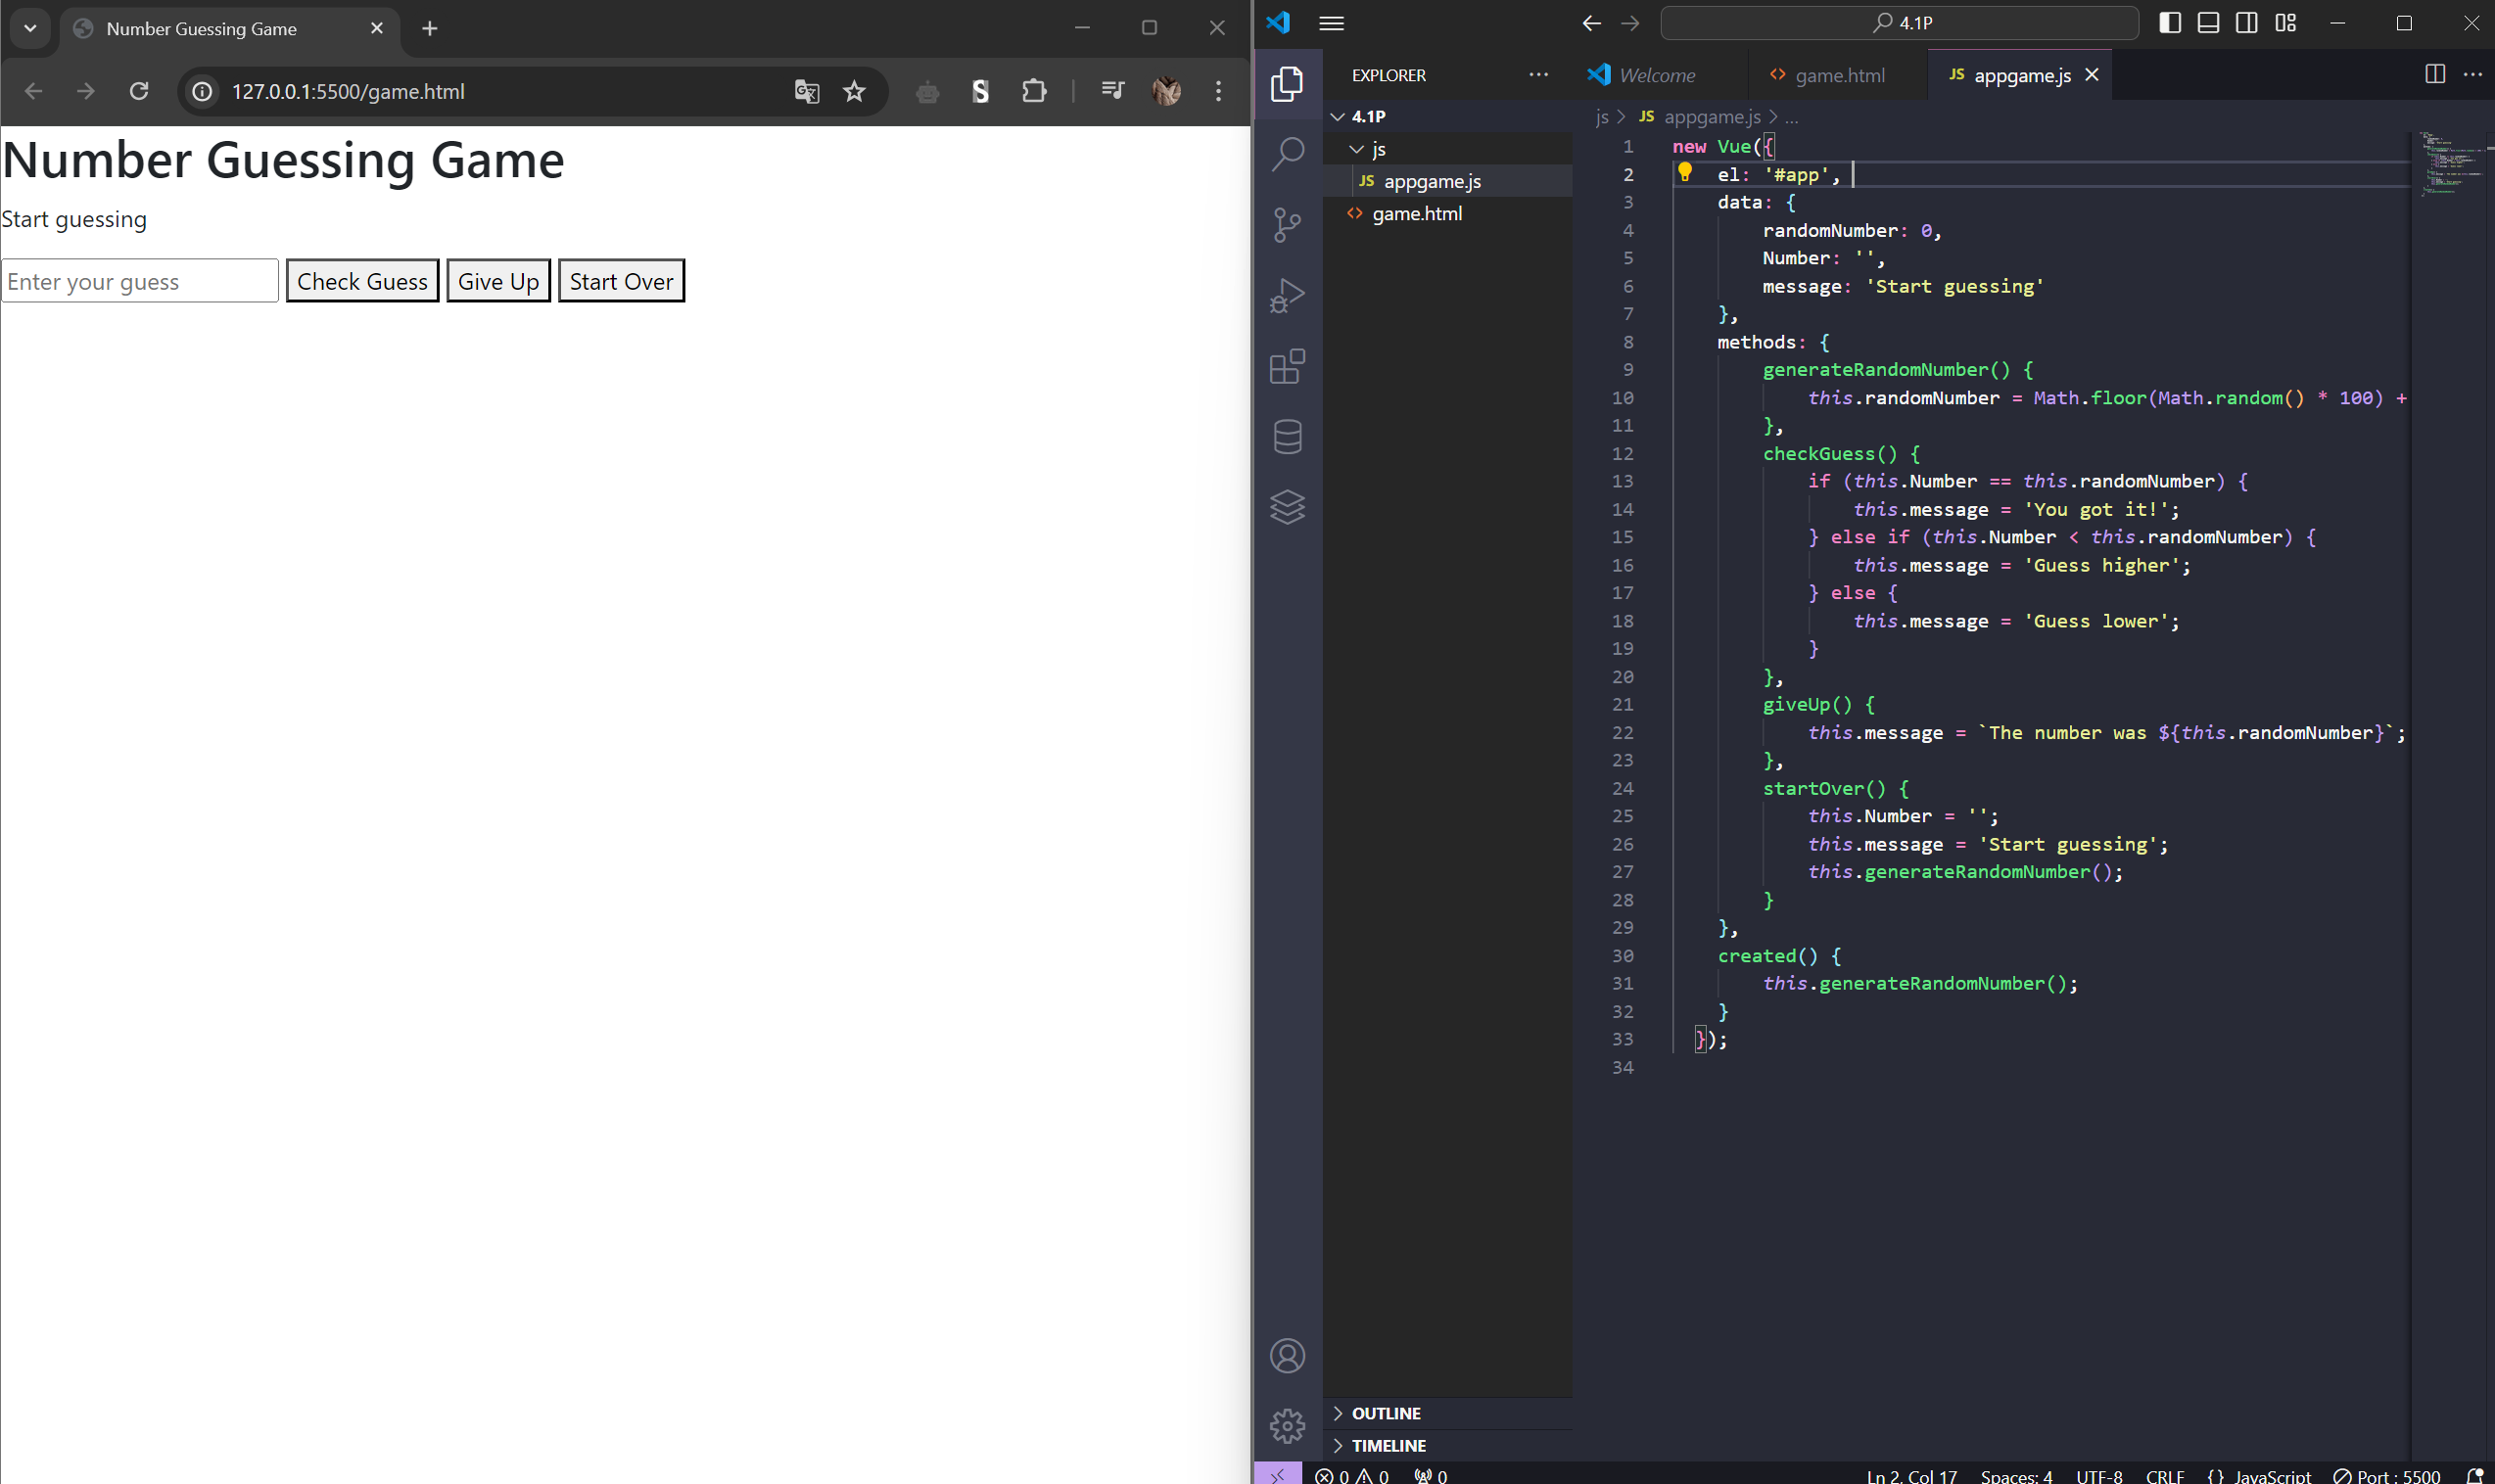 Number Guessing Game
127.0.0.1:5500/game.html
Number Guessing Game
Start guessing
Enter your guess
Check Guess
Give Up
Start Over
4.1P
EXPLORER
4.1P
js
JS appgame.js
<> game.html
OUTLINE
TIMELINE
Welcome
<> game.html
JS appgame.js
js > JS appgame.js > ...
1 new Vue({
2 el: '#app',
3 data: {
4 randomNumber: 0,
5 Number: '',
6 message: 'Start guessing'
7 },
8 methods: {
9 generateRandomNumber() {
10 this.randomNumber = Math.floor(Math.random() * 100) +
11 },
12 checkGuess() {
13 if (this.Number == this.randomNumber) {
14 this.message = 'You got it!';
15 } else if (this.Number < this.randomNumber) {
16 this.message = 'Guess higher';
17 } else {
18 this.message = 'Guess lower';
19 }
20 },
21 giveUp() {
22 this.message = `The number was ${this.randomNumber}`;
23 },
24 startOver() {
25 this.Number = '';
26 this.message = 'Start guessing';
27 this.generateRandomNumber();
28 }
29 },
30 created() {
31 this.generateRandomNumber();
32 }
33 });
34
0 0 0
Ln 2, Col 17 Spaces: 4 UTF-8 CRLF {} JavaScript Port : 5500